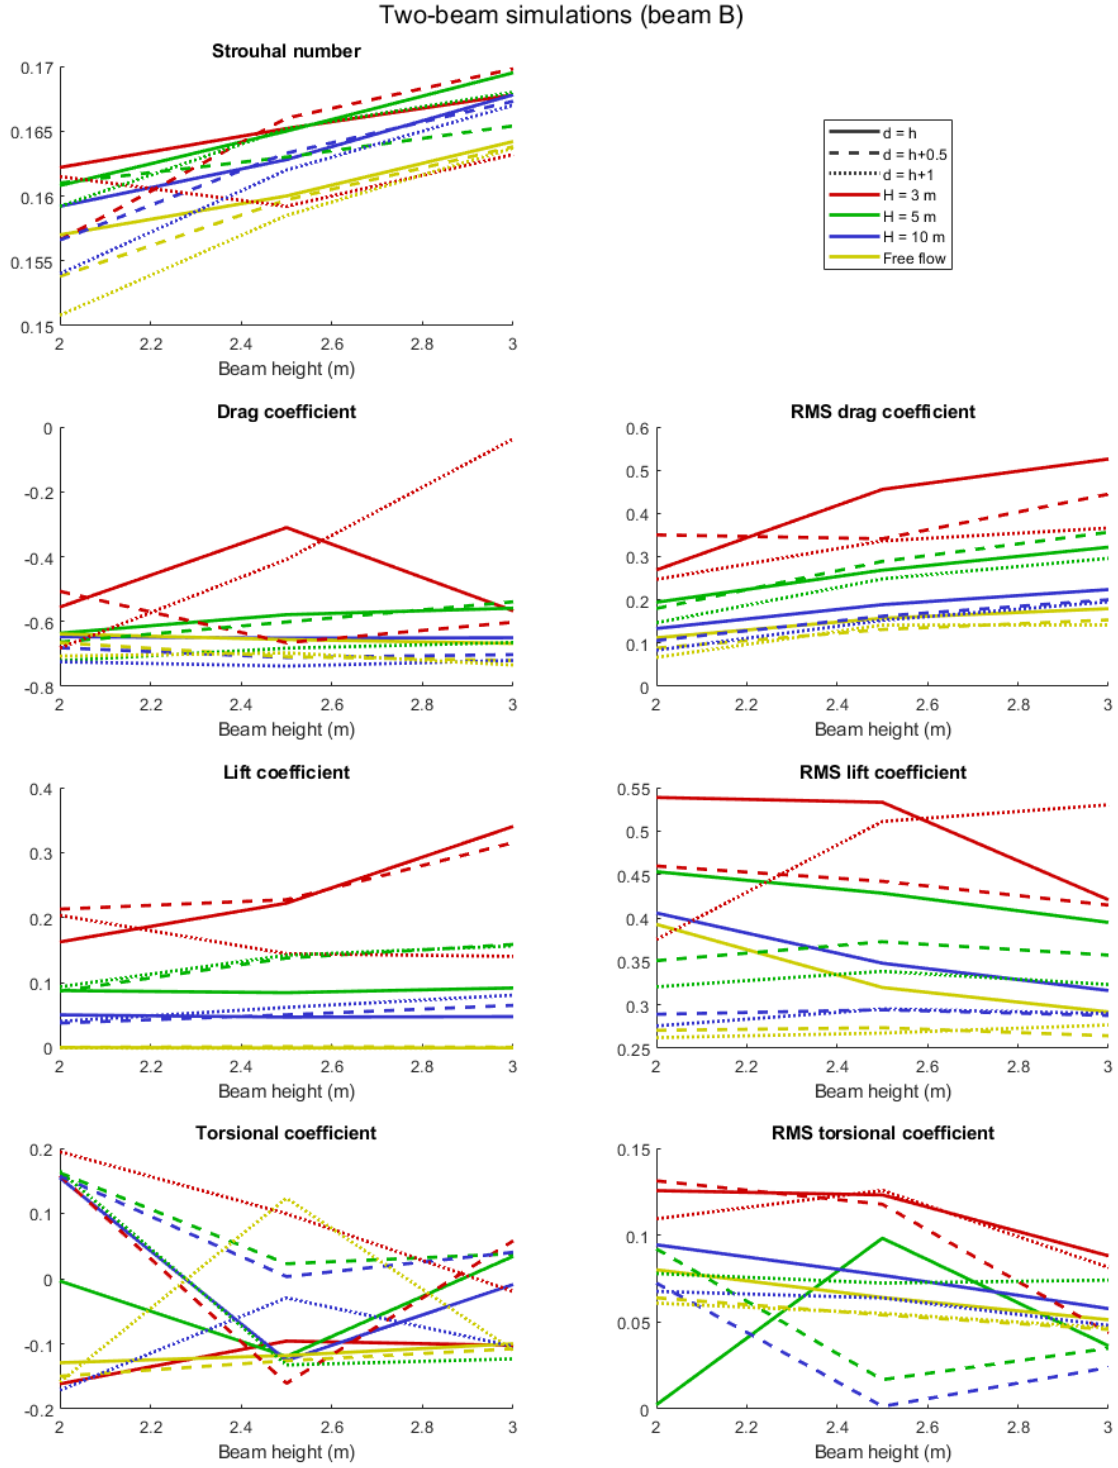 Two-beam simulations (beam B)
Strouhal number
0.17
0.165
0.16
0.155
0.15
2 2.2 2.4 2.6 2.8 3
Beam height (m)
d = h
d = h+0.5
d = h+1
H = 3 m
H = 5 m
H = 10 m
Free flow
Drag coefficient
0
-0.2
-0.4
-0.6
-0.8
2 2.2 2.4 2.6 2.8 3
Beam height (m)
RMS drag coefficient
0.6
0.5
0.4
0.3
0.2
0.1
0
2 2.2 2.4 2.6 2.8 3
Beam height (m)
Lift coefficient
0.4
0.3
0.2
0.1
0
2 2.2 2.4 2.6 2.8 3
Beam height (m)
RMS lift coefficient
0.55
0.5
0.45
0.4
0.35
0.3
0.25
2 2.2 2.4 2.6 2.8 3
Beam height (m)
Torsional coefficient
0.2
0.1
0
-0.1
-0.2
2 2.2 2.4 2.6 2.8 3
Beam height (m)
RMS torsional coefficient
0.15
0.1
0.05
0
2 2.2 2.4 2.6 2.8 3
Beam height (m)